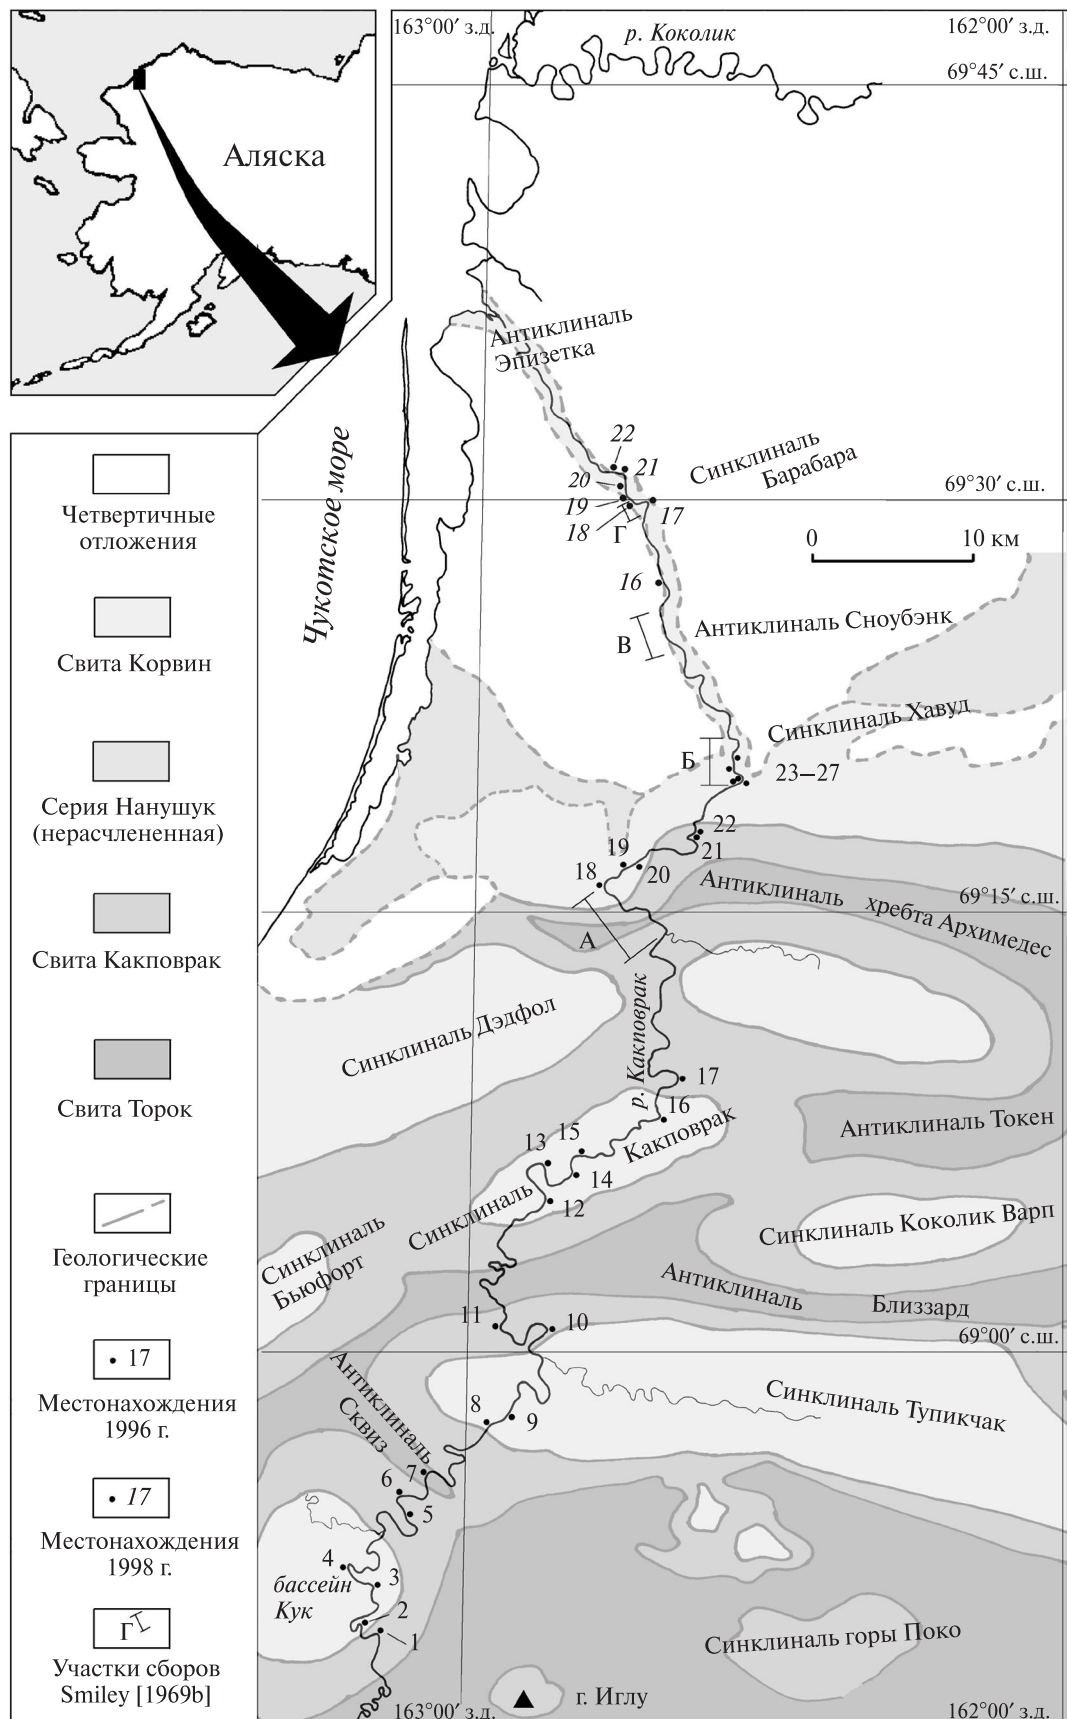 163°00′ з.д.
р. Коколик
162°00′ з.д.
69°45′ с.ш.
Аляска
Антиклиналь
Эпизетка
Чукотское море
22
21
20
19
18
17
Г
Синклиналь
Барабара
69°30′ с.ш.
0
10 км
16
В
Антиклиналь Сноубэнк
Синклиналь Хавуд
Б
23–27
22
21
19
20
18
Антиклиналь хребта Архимедес
69°15′ с.ш.
А
р. Какповрак
Синклиналь Дэдфол
17
16
Синклиналь Какповрак
15
13
14
12
Антиклиналь Токен
Синклиналь Коколик Варп
Синклиналь
Бьюфорт
Антиклиналь Близзард
11
10
69°00′ с.ш.
Антиклиналь
Сквиз
Синклиналь Тупикчак
8
9
7
6
5
4
3
бассейн
Кук
2
1
Синклиналь горы Поко
г. Иглу
163°00′ з.д.
162°00′ з.д.
Четвертичные
отложения
Свита Корвин
Серия Нанушук
(нерасчлененная)
Свита Какповрак
Свита Торок
Геологические
границы
17
Местонахождения
1996 г.
17
Местонахождения
1998 г.
Г
Участки сборов
Smiley [1969b]